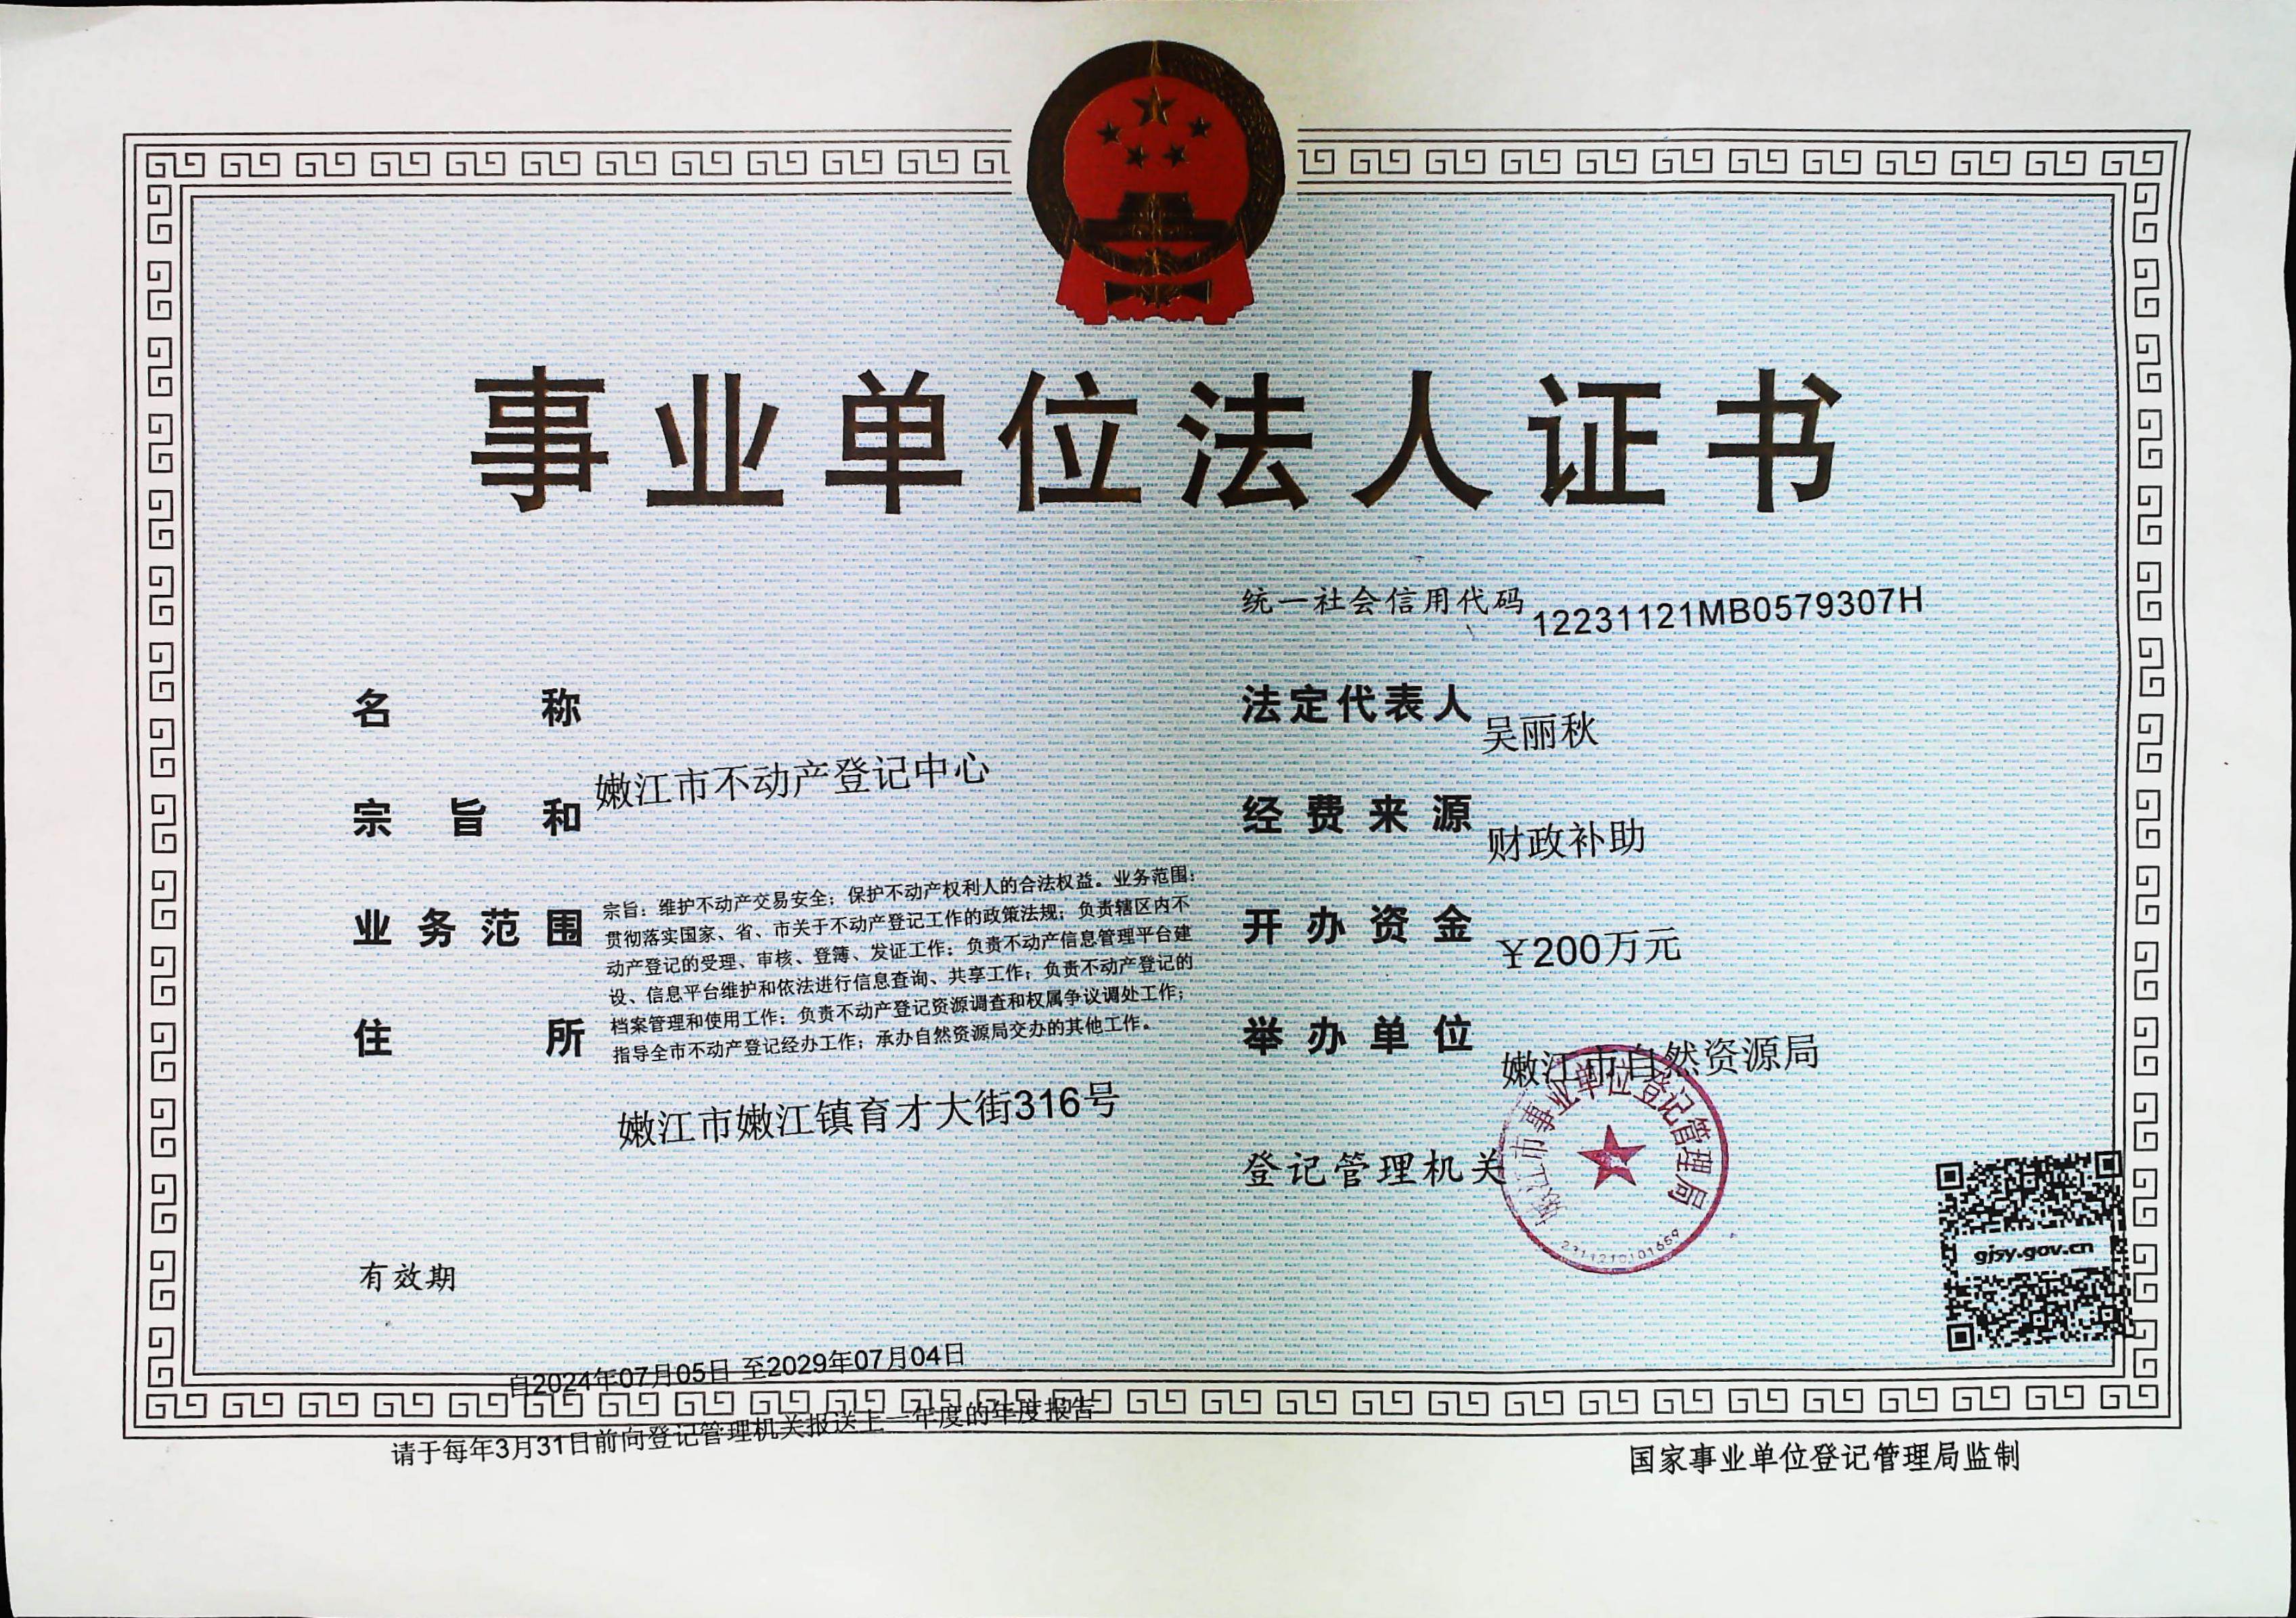 事业单位法人证书
统一社会信用代码 12231121MB0579307H
名称
嫩江市不动产登记中心
宗旨和
业务范围
宗旨：维护不动产交易安全；保护不动产权利人的合法权益。业务范围：
贯彻落实国家、省、市关于不动产登记工作的政策法规；负责辖区内不
动产登记的受理、审核、登簿、发证工作；负责不动产信息管理平台建
设、信息平台维护和依法进行信息查询、共享工作；负责不动产登记的
档案管理和使用工作；负责不动产登记资源调查和权属争议调处工作；
指导全市不动产登记经办工作；承办自然资源局交办的其他工作。
住所
嫩江市嫩江镇育才大街316号
法定代表人 吴丽秋
经费来源 财政补助
开办资金 ￥200万元
举办单位 嫩江市自然资源局
登记管理机关
嫩江市事业单位登记管理局
2311210101659
gjsy.gov.cn
有效期
自2024年07月05日 至2029年07月04日
请于每年3月31日前向登记管理机关报送上一年度的年度报告
国家事业单位登记管理局监制